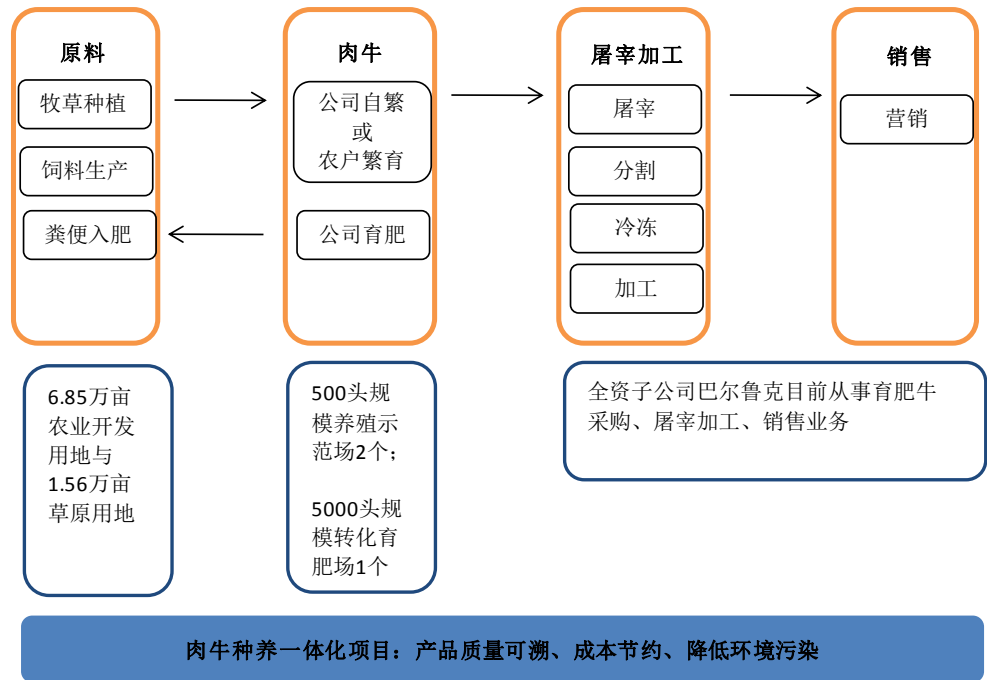 原料
牧草种植
饲料生产
粪便入肥
肉牛
公司自繁
或
农户繁育
公司育肥
屠宰加工
屠宰
分割
冷冻
加工
销售
营销
6.85万亩
农业开发
用地与
1.56万亩
草原用地
500头规
模养殖示
范场2个；
5000头规
模转化育
肥场1个
全资子公司巴尔鲁克目前从事育肥牛
采购、屠宰加工、销售业务
肉牛种养一体化项目：产品质量可溯、成本节约、降低环境污染